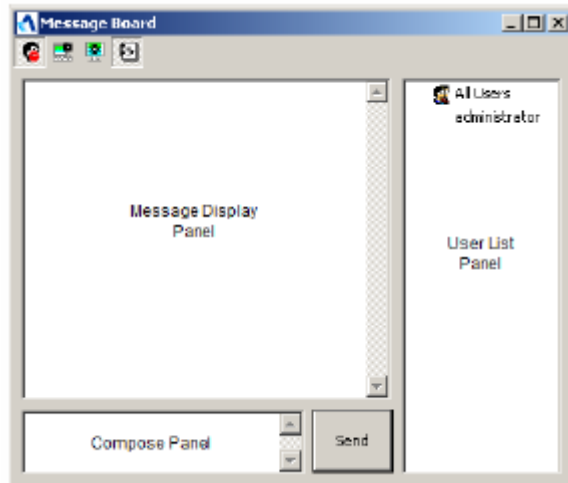 Message Board
All Users
administrator
Message Display
Panel
User List
Panel
Compose Panel
Send